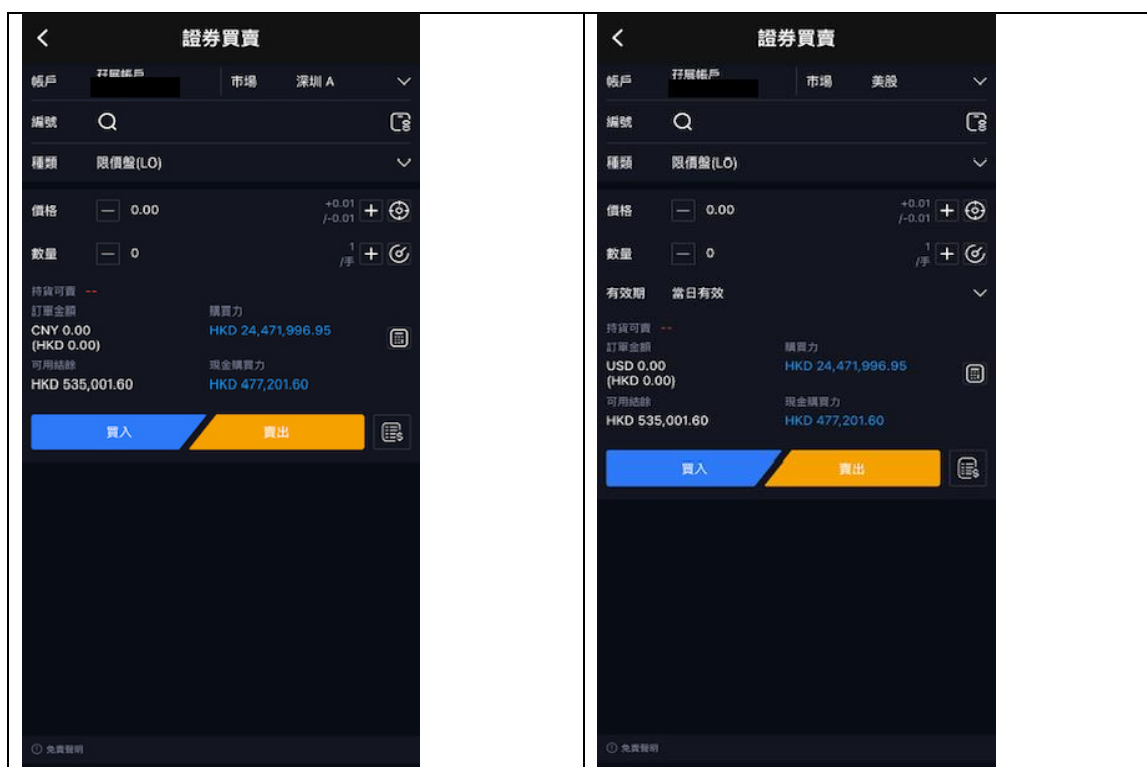 證券買賣
帳戶 孖展帳戶 市場 深圳 A
編號
種類 限價盤(LO)
價格 0.00 +0.01 /-0.01
數量 0 1 /手
持貨可賣 --
訂單金額 購買力
CNY 0.00 HKD 24,471,996.95
(HKD 0.00)
可用結餘 現金購買力
HKD 535,001.60 HKD 477,201.60
買入 賣出
免責聲明
證券買賣
帳戶 孖展帳戶 市場 美股
編號
種類 限價盤(LO)
價格 0.00 +0.01 /-0.01
數量 0 1 /手
有效期 當日有效
持貨可賣 --
訂單金額 購買力
USD 0.00 HKD 24,471,996.95
(HKD 0.00)
可用結餘 現金購買力
HKD 535,001.60 HKD 477,201.60
買入 賣出
免責聲明